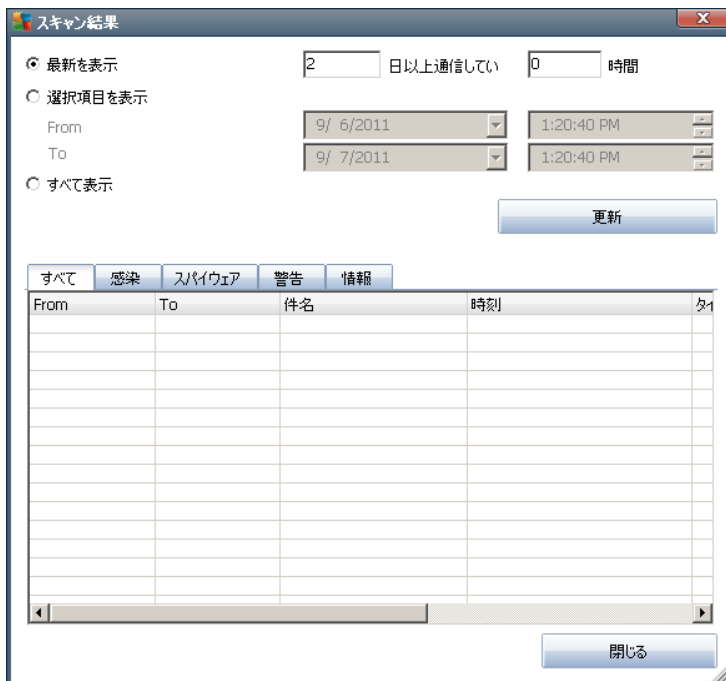 スキャン結果
最新を表示 2 日以上通信してい 0 時間
選択項目を表示
From 9/ 6/2011 1:20:40 PM
To 9/ 7/2011 1:20:40 PM
すべて表示
更新
すべて 感染 スパイウェア 警告 情報
From To 件名 時刻 タイ
閉じる